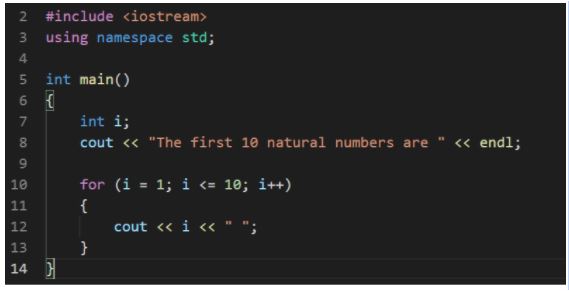 2 #include <iostream>
3 using namespace std;
4
5 int main()
6 {
7     int i;
8     cout << "The first 10 natural numbers are " << endl;
9
10     for (i = 1; i <= 10; i++)
11     {
12         cout << i << " ";
13     }
14 }